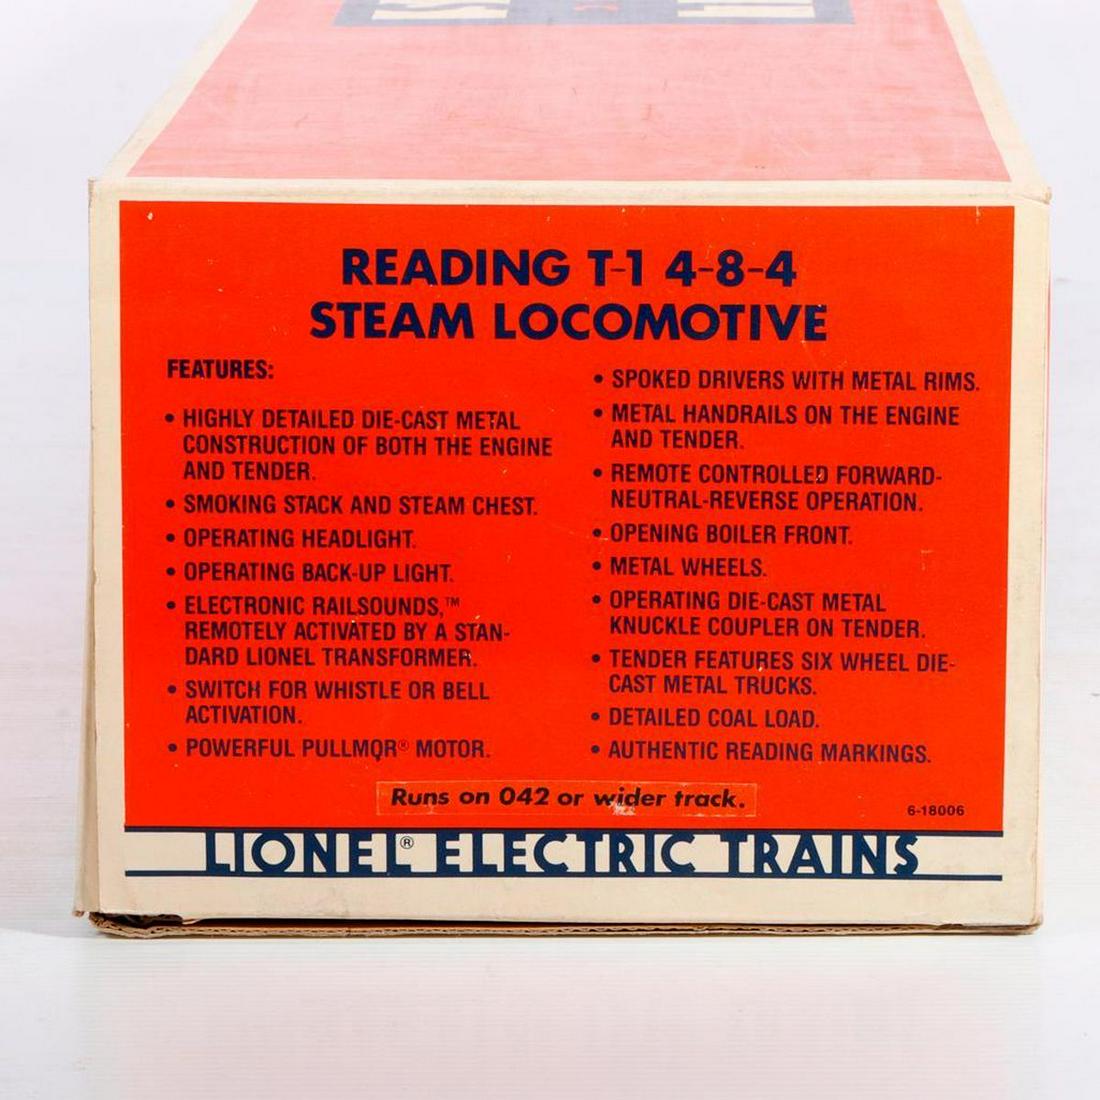 READING T-1 4-8-4
STEAM LOCOMOTIVE
FEATURES:
• HIGHLY DETAILED DIE-CAST METAL
CONSTRUCTION OF BOTH THE ENGINE
AND TENDER.
• SMOKING STACK AND STEAM CHEST.
• OPERATING HEADLIGHT.
• OPERATING BACK-UP LIGHT.
• ELECTRONIC RAILSOUNDS,™
REMOTELY ACTIVATED BY A STAN-
DARD LIONEL TRANSFORMER.
• SWITCH FOR WHISTLE OR BELL
ACTIVATION.
• POWERFUL PULLMOR® MOTOR.
• SPOKED DRIVERS WITH METAL RIMS.
• METAL HANDRAILS ON THE ENGINE
AND TENDER.
• REMOTE CONTROLLED FORWARD-
NEUTRAL-REVERSE OPERATION.
• OPENING BOILER FRONT.
• METAL WHEELS.
• OPERATING DIE-CAST METAL
KNUCKLE COUPLER ON TENDER.
• TENDER FEATURES SIX WHEEL DIE-
CAST METAL TRUCKS.
• DETAILED COAL LOAD.
• AUTHENTIC READING MARKINGS.
Runs on 042 or wider track.
6-18006
LIONEL® ELECTRIC TRAINS